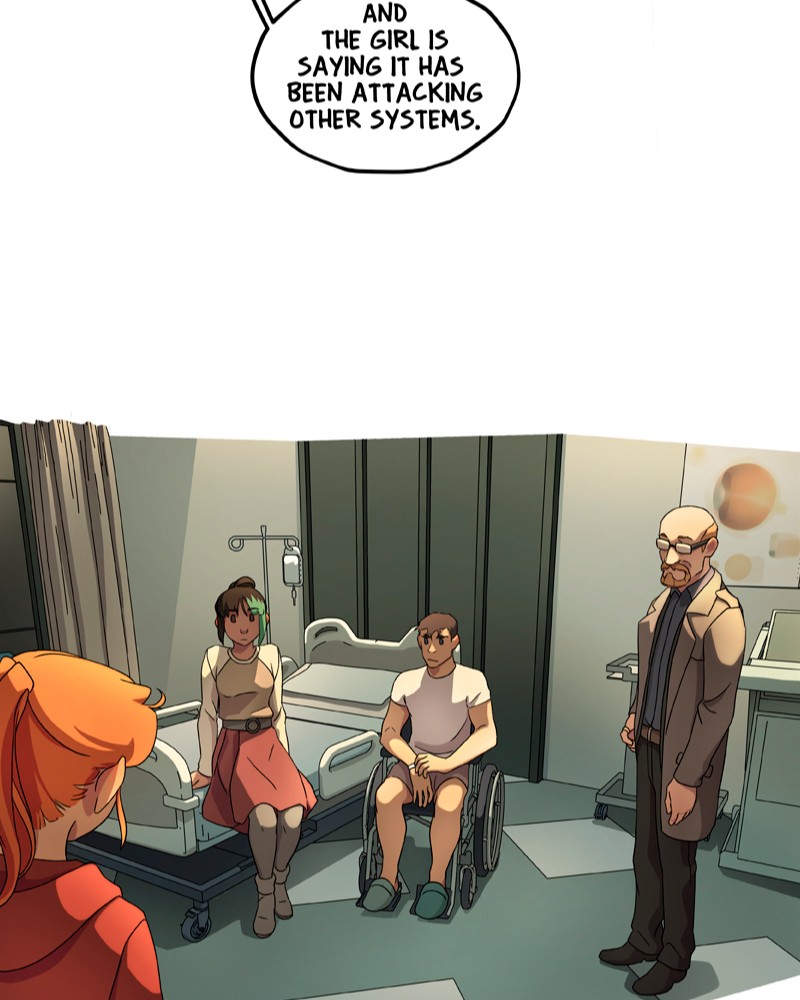 AND
THE GIRL IS
SAYING IT HAS
BEEN ATTACKING
OTHER SYSTEMS.